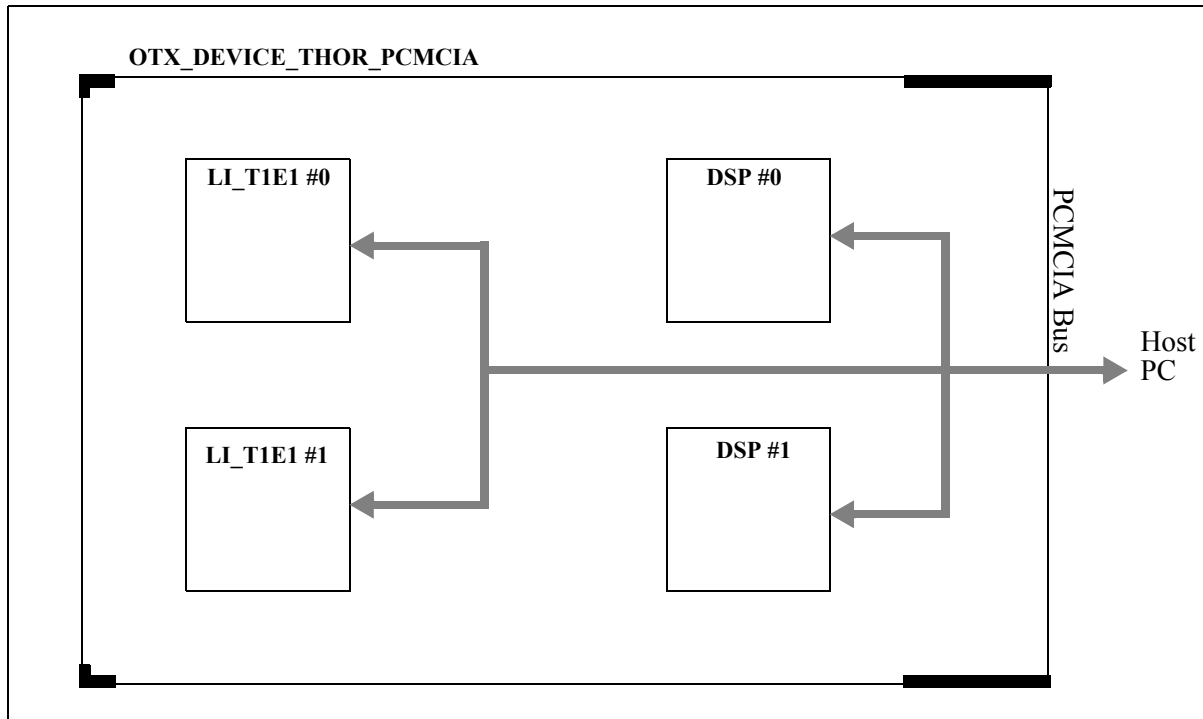 OTX_DEVICE_THOR_PCMCIA
LI_T1E1 #0
DSP #0
PCMCIA Bus
Host
PC
LI_T1E1 #1
DSP #1